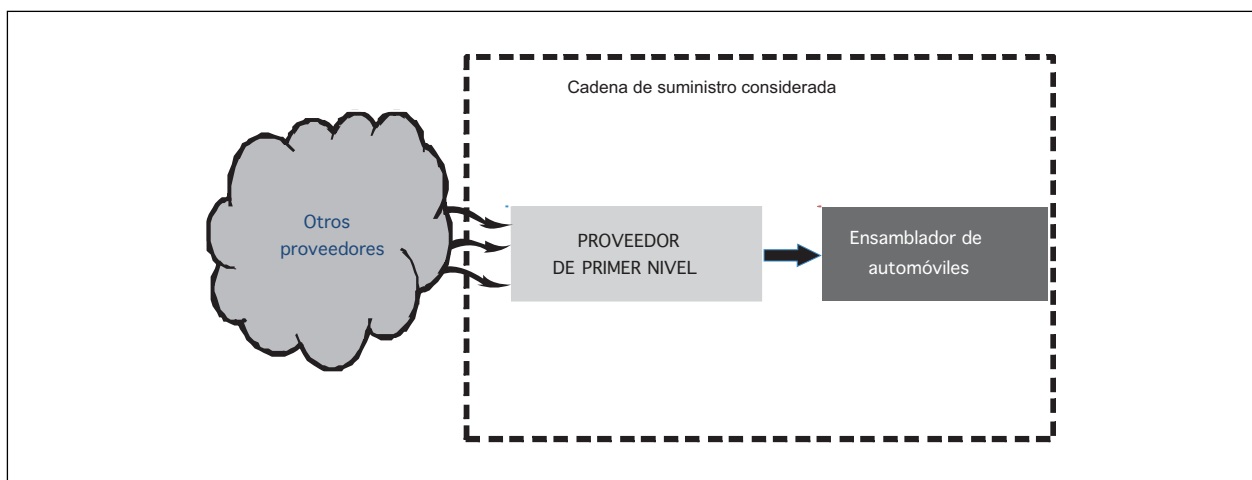 Cadena de suministro considerada
Otros
proveedores
PROVEEDOR
DE PRIMER NIVEL
Ensamblador de
automóviles